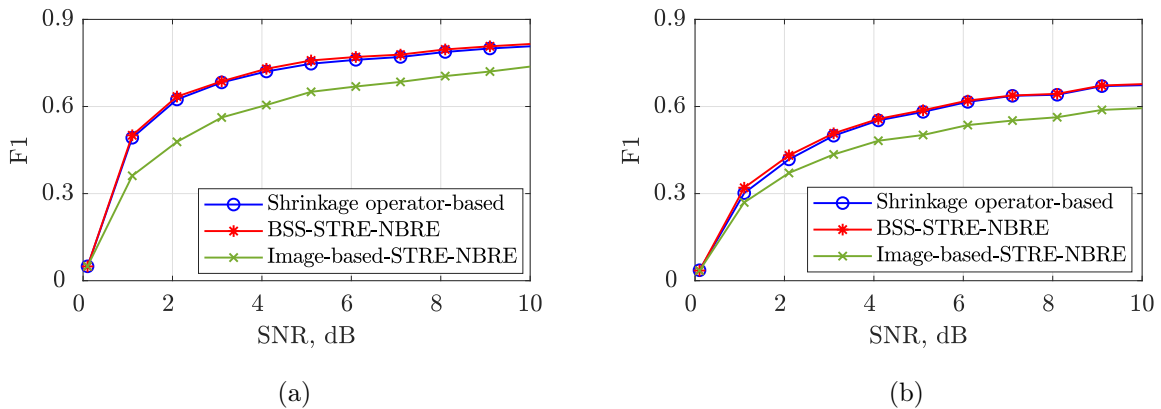 0.9
0.6
0.3
0
F1
0 2 4 6 8 10
SNR, dB
Shrinkage operator-based
BSS-STRE-NBRE
Image-based-STRE-NBRE
(a)
0.9
0.6
0.3
0
F1
0 2 4 6 8 10
SNR, dB
Shrinkage operator-based
BSS-STRE-NBRE
Image-based-STRE-NBRE
(b)